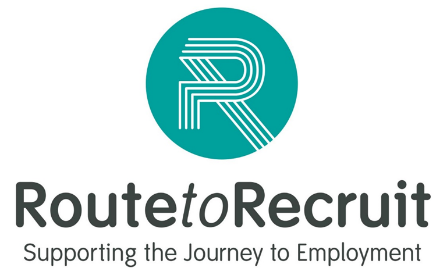 R
RoutetoRecruit
Supporting the Journey to Employment